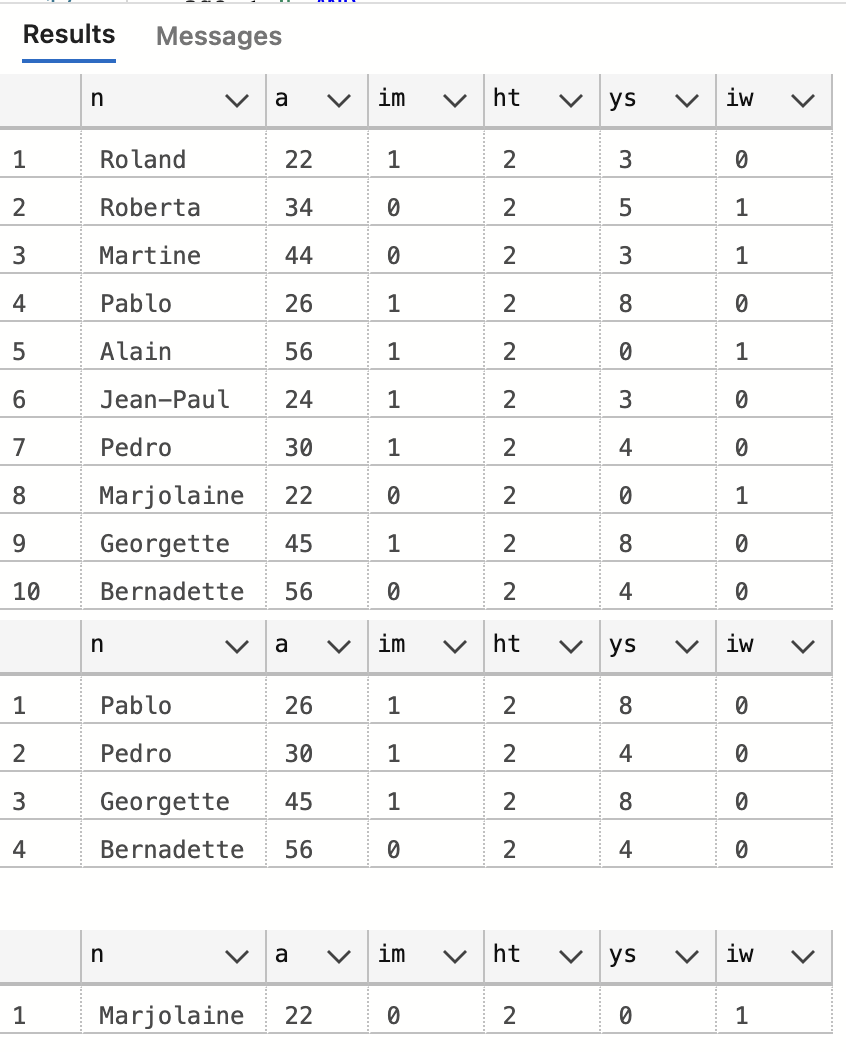 Results Messages
n a im ht ys iw
1 Roland 22 1 2 3 0
2 Roberta 34 0 2 5 1
3 Martine 44 0 2 3 1
4 Pablo 26 1 2 8 0
5 Alain 56 1 2 0 1
6 Jean-Paul 24 1 2 3 0
7 Pedro 30 1 2 4 0
8 Marjolaine 22 0 2 0 1
9 Georgette 45 1 2 8 0
10 Bernadette 56 0 2 4 0
n a im ht ys iw
1 Pablo 26 1 2 8 0
2 Pedro 30 1 2 4 0
3 Georgette 45 1 2 8 0
4 Bernadette 56 0 2 4 0
n a im ht ys iw
1 Marjolaine 22 0 2 0 1